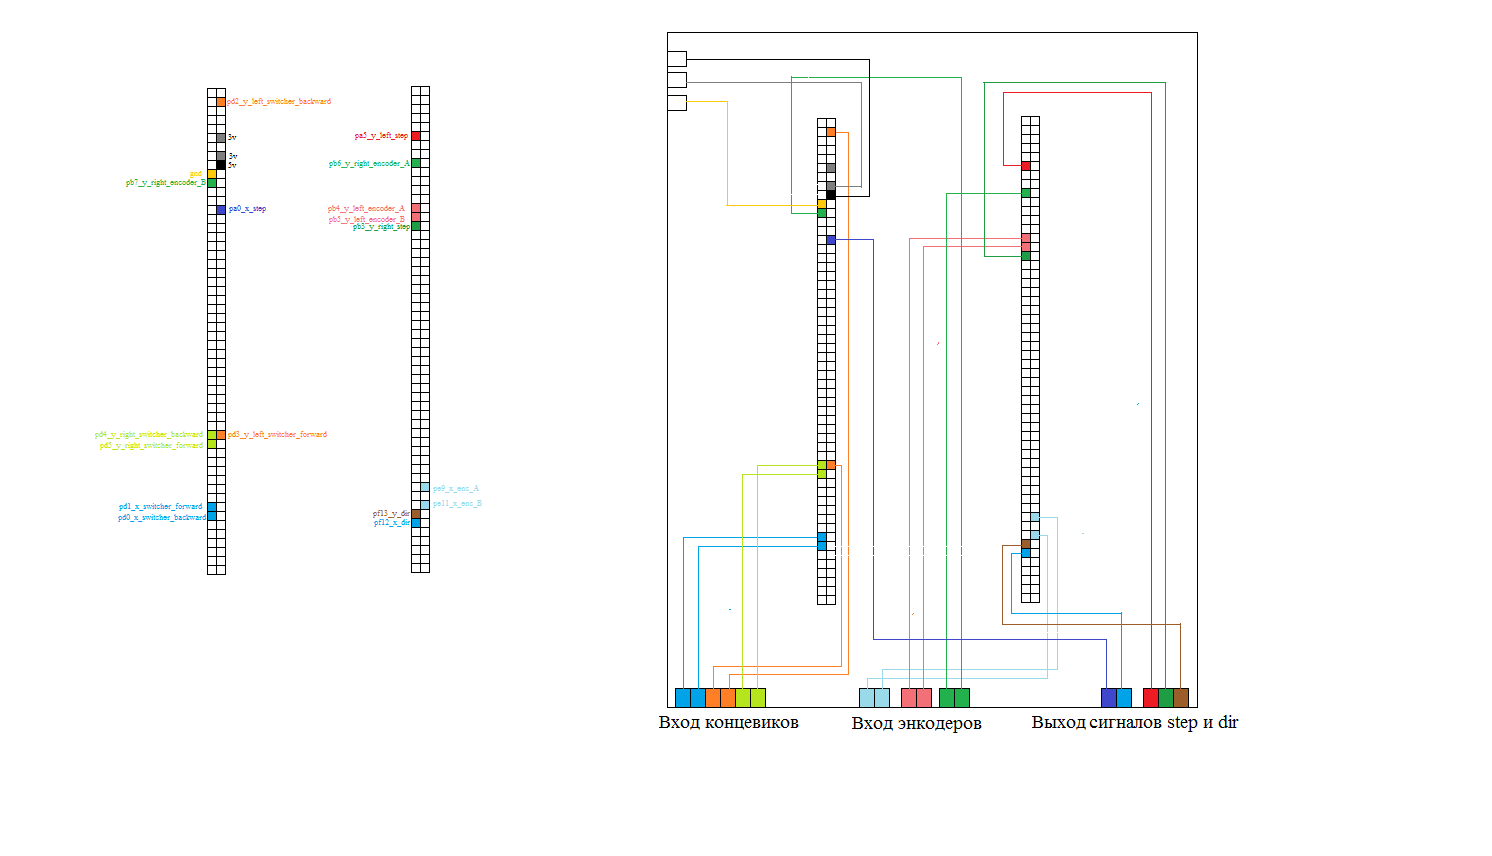 pd2_y_left_switcher_backward
3v
3v
5v
gnd
pb7_y_right_encoder_B
pa0_x_step
pd4_y_right_switcher_backward
pd3_y_left_switcher_forward
pd5_y_right_switcher_forward
pd1_x_switcher_forward
pd0_x_switcher_backward
pa5_y_left_step
pb6_y_right_encoder_A
pb4_y_left_encoder_A
pb5_y_left_encoder_B
pb3_y_right_step
pe9_x_enc_A
pe11_x_enc_B
pf13_y_dir
pf12_x_dir
Вход концевиков
Вход энкодеров
Выход сигналов step и dir